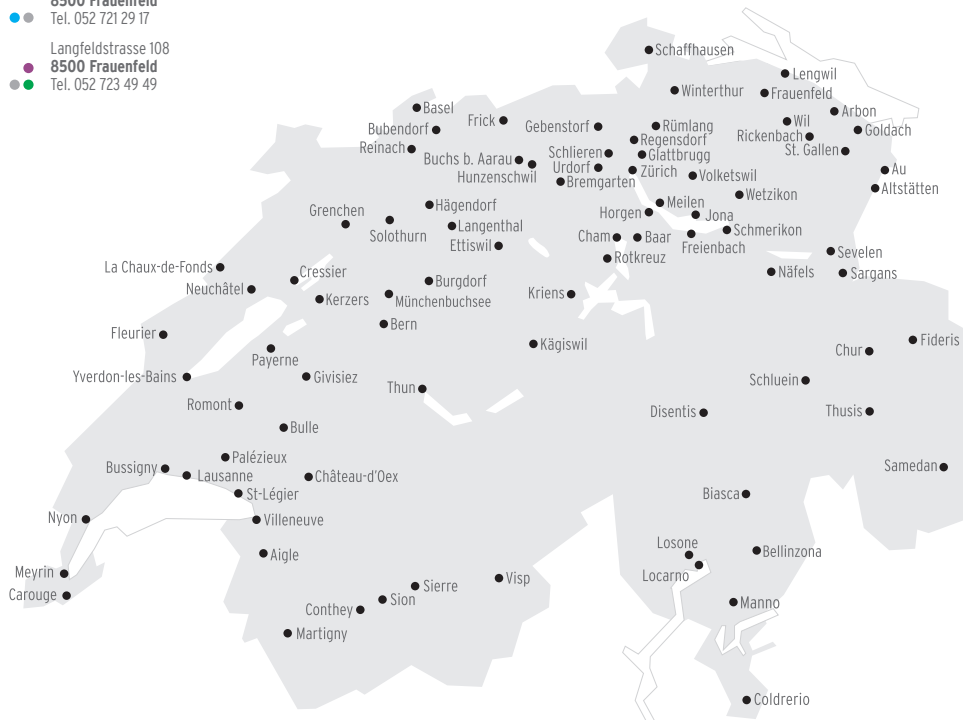 8500 Frauenfeld
Tel. 052 721 29 17
Langfeldstrasse 108
8500 Frauenfeld
Tel. 052 723 49 49
Schaffhausen
Lengwil
Winterthur
Frauenfeld
Basel
Arbon
Frick
Gebenstorf
Rümlang
Wil
Bubendorf
Rickenbach
Goldach
Regensdorf
Reinach
St. Gallen
Schlieren
Glattbrugg
Buchs b. Aarau
Urdorf
Zürich
Au
Hunzenschwil
Volketswil
Bremgarten
Altstätten
Wetzikon
Hägendorf
Meilen
Grenchen
Horgen
Jona
Langenthal
Schmerikon
Solothurn
Cham
Baar
Ettiswil
Freienbach
Sevelen
Rotkreuz
La Chaux-de-Fonds
Cressier
Näfels
Sargans
Burgdorf
Neuchâtel
Kriens
Kerzers
Münchenbuchsee
Bern
Fleurier
Fideris
Kägiswil
Chur
Payerne
Yverdon-les-Bains
Givisiez
Schluein
Thun
Romont
Disentis
Thusis
Bulle
Palézieux
Bussigny
Samedan
Lausanne
Château-d'Oex
St-Légier
Biasca
Nyon
Villeneuve
Losone
Bellinzona
Aigle
Meyrin
Locarno
Visp
Sierre
Carouge
Sion
Manno
Conthey
Martigny
Coldrerio